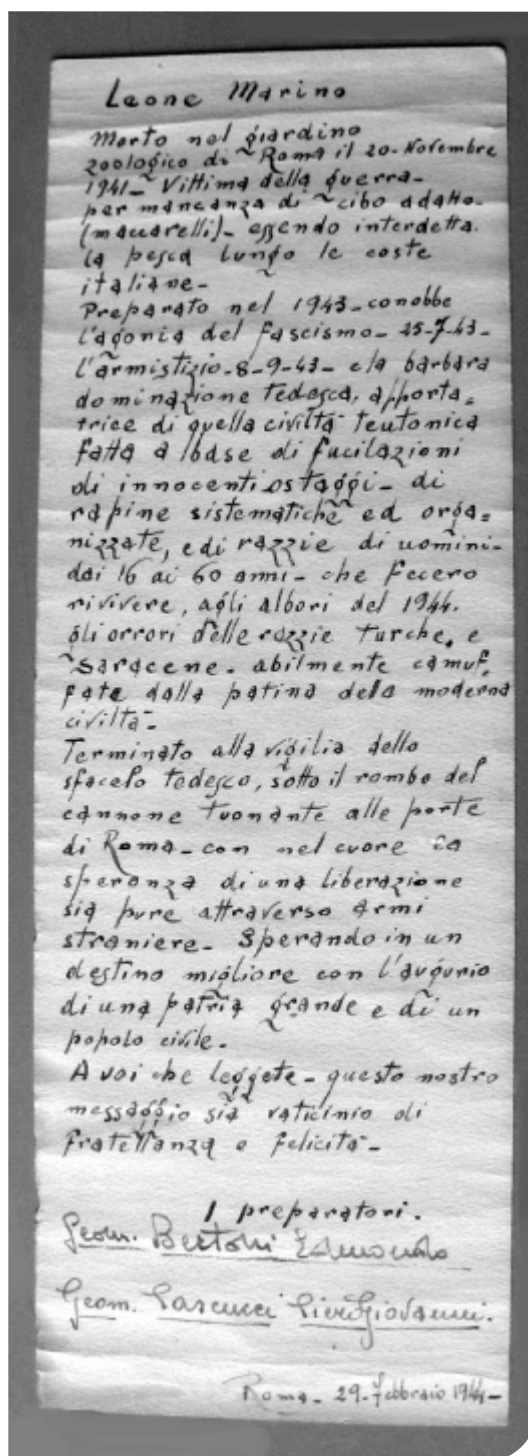 Leone Marino
Morto nel giardino
zoologico di Roma il 20-Novembre
1941- Vittima della guerra-
per mancanza di cibo adatto-
(maccarelli)- essendo interdetta.
la pesca lungo le coste
italiane-
Preparato nel 1943- conobbe
l'agonia del fascismo- 25-7-43-
l'armistizio-8-9-43- e la barbara
dominazione tedesca, apporta=
trice di quella civiltà teutonica
fatta a base di fucilazioni
di innocenti ostaggi- di
rapine sistematiche ed orga=
nizzate, e di razzie di uomini-
dai 16 ai 60 anni- che fecero
rivivere, agli albori del 1944.
gli orrori delle razzie turche, e
saracene. abilmente camuf,
fate dalla patina dela moderna
civiltà-
Terminato alla vigilia dello
sfacelo tedesco, sotto il rombo del
cannone tuonante alle porte
di Roma- con nel cuore la
speranza di una liberazione
sia pure attraverso armi
straniere- Sperando in un
destino migliore con l'augurio
di una patria grande e di un
popolo civile.
A voi che leggete- questo nostro
messaggio sia vaticinio di
fratellanza e felicità-
I preparatori.
Geom. Bertoni
Geom. PierGiovanni.
Roma- 29-Febbraio 1944-